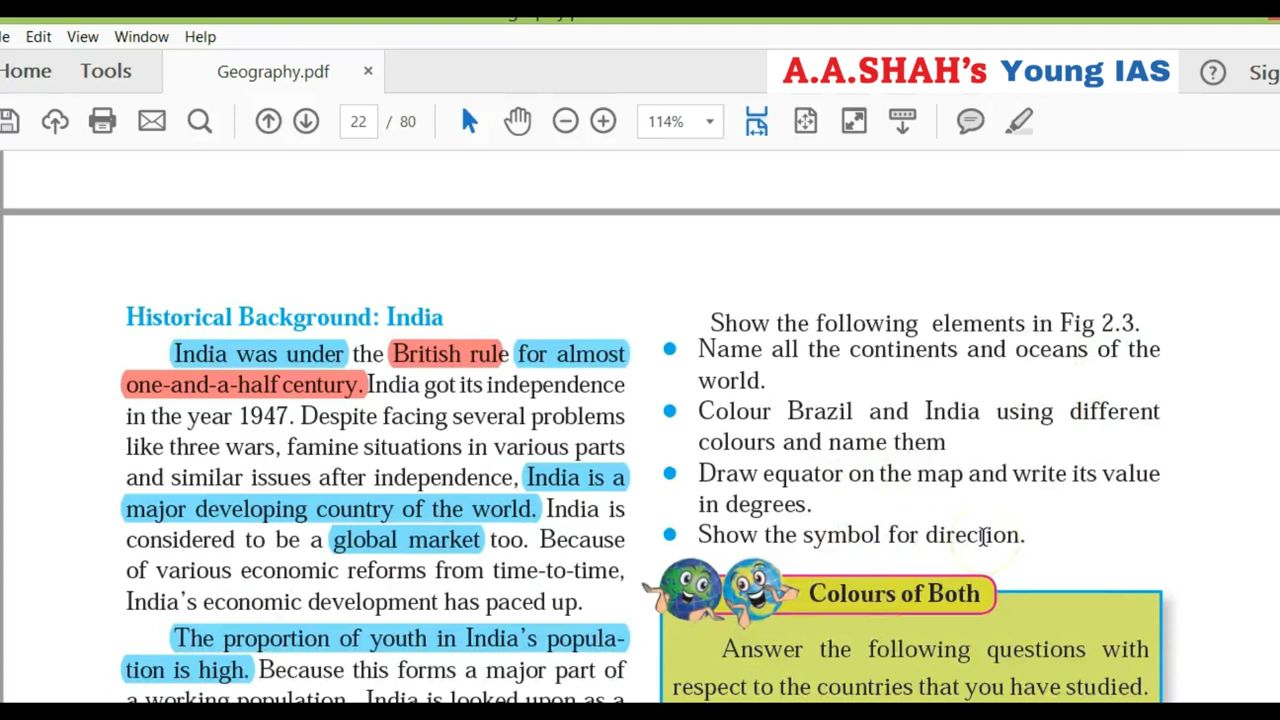 Edit View Window Help
Home Tools Geography.pdf × A.A.SHAH's Young IAS ? Sig
22 / 80 114%
Historical Background: India
India was under the British rule for almost
one-and-a-half century. India got its independence
in the year 1947. Despite facing several problems
like three wars, famine situations in various parts
and similar issues after independence, India is a
major developing country of the world. India is
considered to be a global market too. Because
of various economic reforms from time-to-time,
India's economic development has paced up.
The proportion of youth in India's popula-
tion is high. Because this forms a major part of
a working population, India is looked upon as a
Show the following elements in Fig 2.3.
● Name all the continents and oceans of the
world.
● Colour Brazil and India using different
colours and name them
● Draw equator on the map and write its value
in degrees.
● Show the symbol for direction.
Colours of Both
Answer the following questions with
respect to the countries that you have studied.